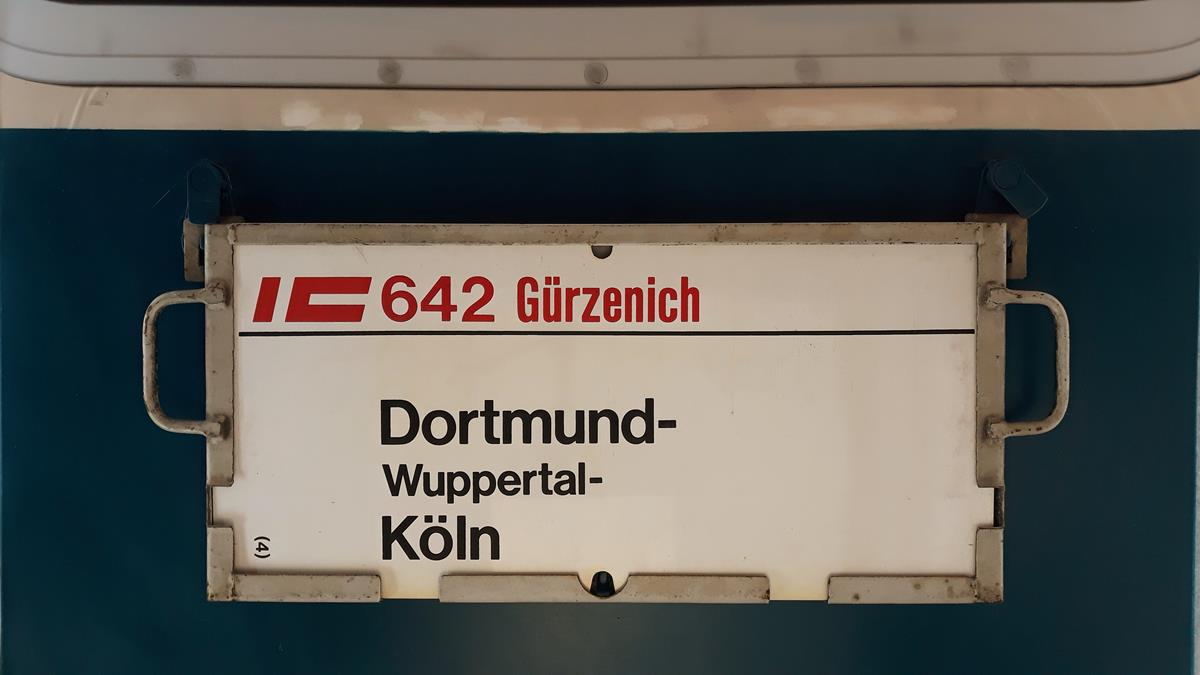 IC 642 Gürzenich
Dortmund-
Wuppertal-
Köln
(4)